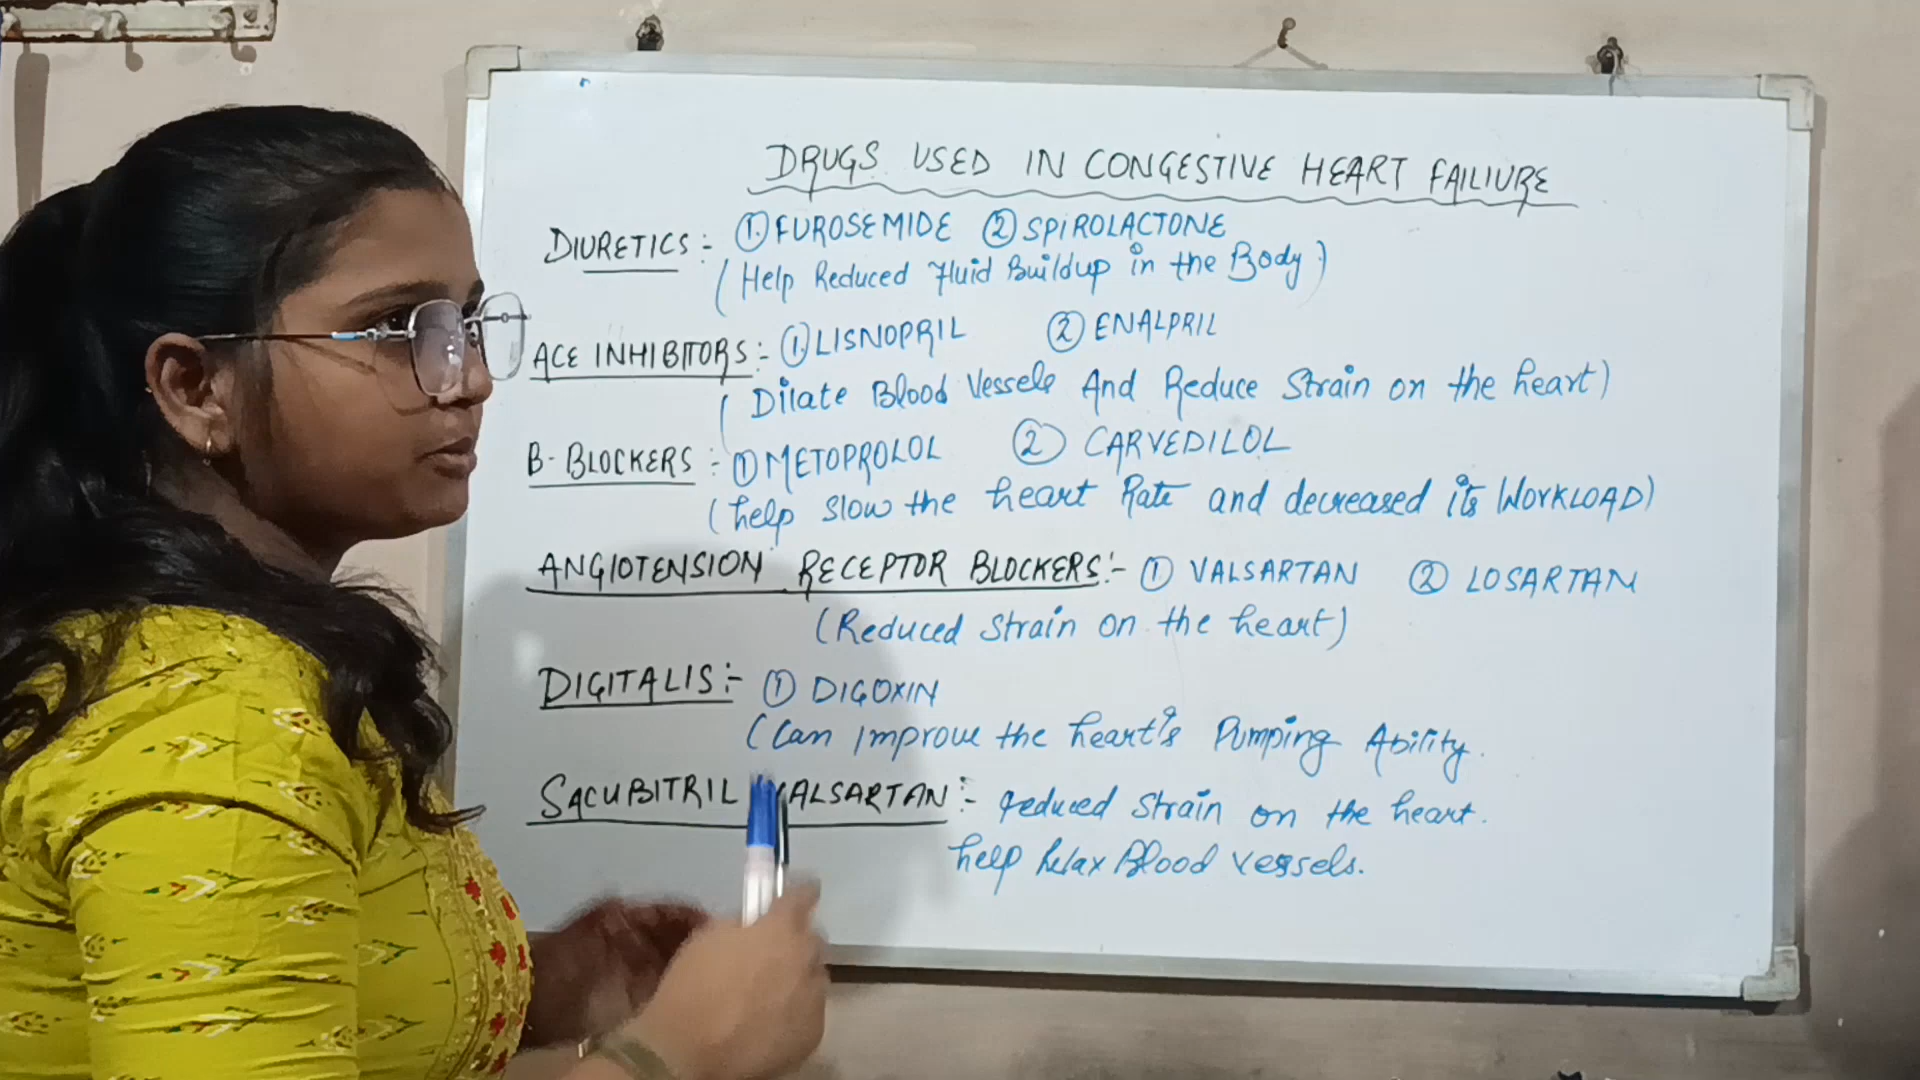 DRUGS USED IN CONGESTIVE HEART FAILIURE
DIURETICS:- ① FUROSEMIDE ② SPIROLACTONE
(Help Reduced Fluid Buildup in the Body)
ACE INHIBITORS:- ① LISNOPRIL ② ENALPRIL
(Dilate Blood Vessels And Reduce Strain on the heart)
B-BLOCKERS:- ① METOPROLOL ② CARVEDILOL
(help slow the heart Rate and decreased its WORKLOAD)
ANGIOTENSION RECEPTOR BLOCKERS:- ① VALSARTAN ② LOSARTAN
(Reduced strain on the heart)
DIGITALIS:- ① DIGOXIN
(Can improve the heart's Pumping Ability.
SACUBITRIL VALSARTAN:- reduced strain on the heart.
help relax Blood vessels.